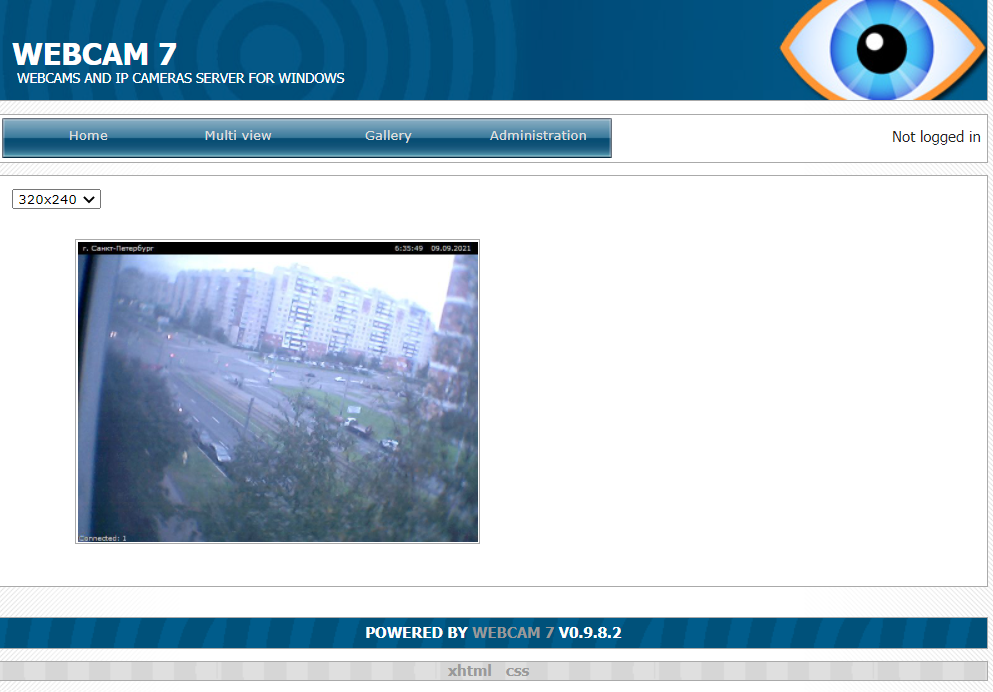 WEBCAM 7
WEBCAMS AND IP CAMERAS SERVER FOR WINDOWS
Home Multi view Gallery Administration Not logged in
320x240
г. Санкт-Петербург 6:35:49 09.09.2021
Connected: 1
POWERED BY WEBCAM 7 V0.9.8.2
xhtml css